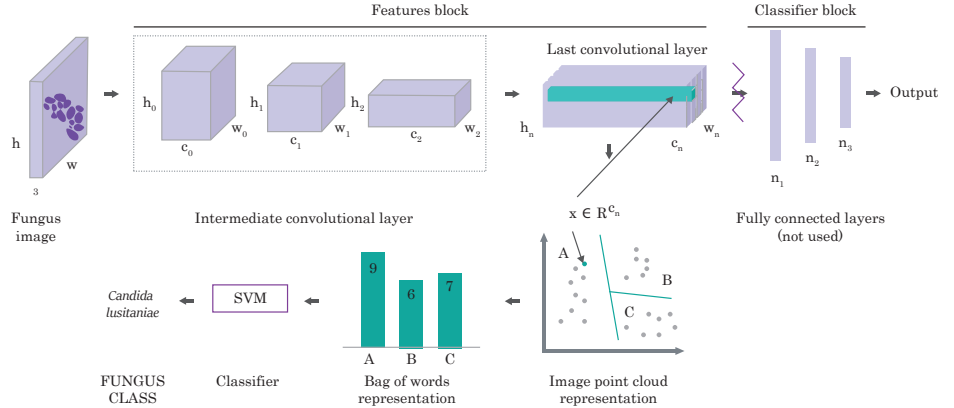 Features block
Classifier block
Last convolutional layer
h
w
3
h₀
w₀
c₀
h₁
w₁
c₁
h₂
w₂
c₂
hₙ
wₙ
cₙ
n₁
n₂
n₃
Output
Fungus
image
Intermediate convolutional layer
x ∈ R^cₙ
Fully connected layers
(not used)
Candida
lusitaniae
SVM
9
6
7
A
B
C
A
B
C
FUNGUS
CLASS
Classifier
Bag of words
representation
Image point cloud
representation